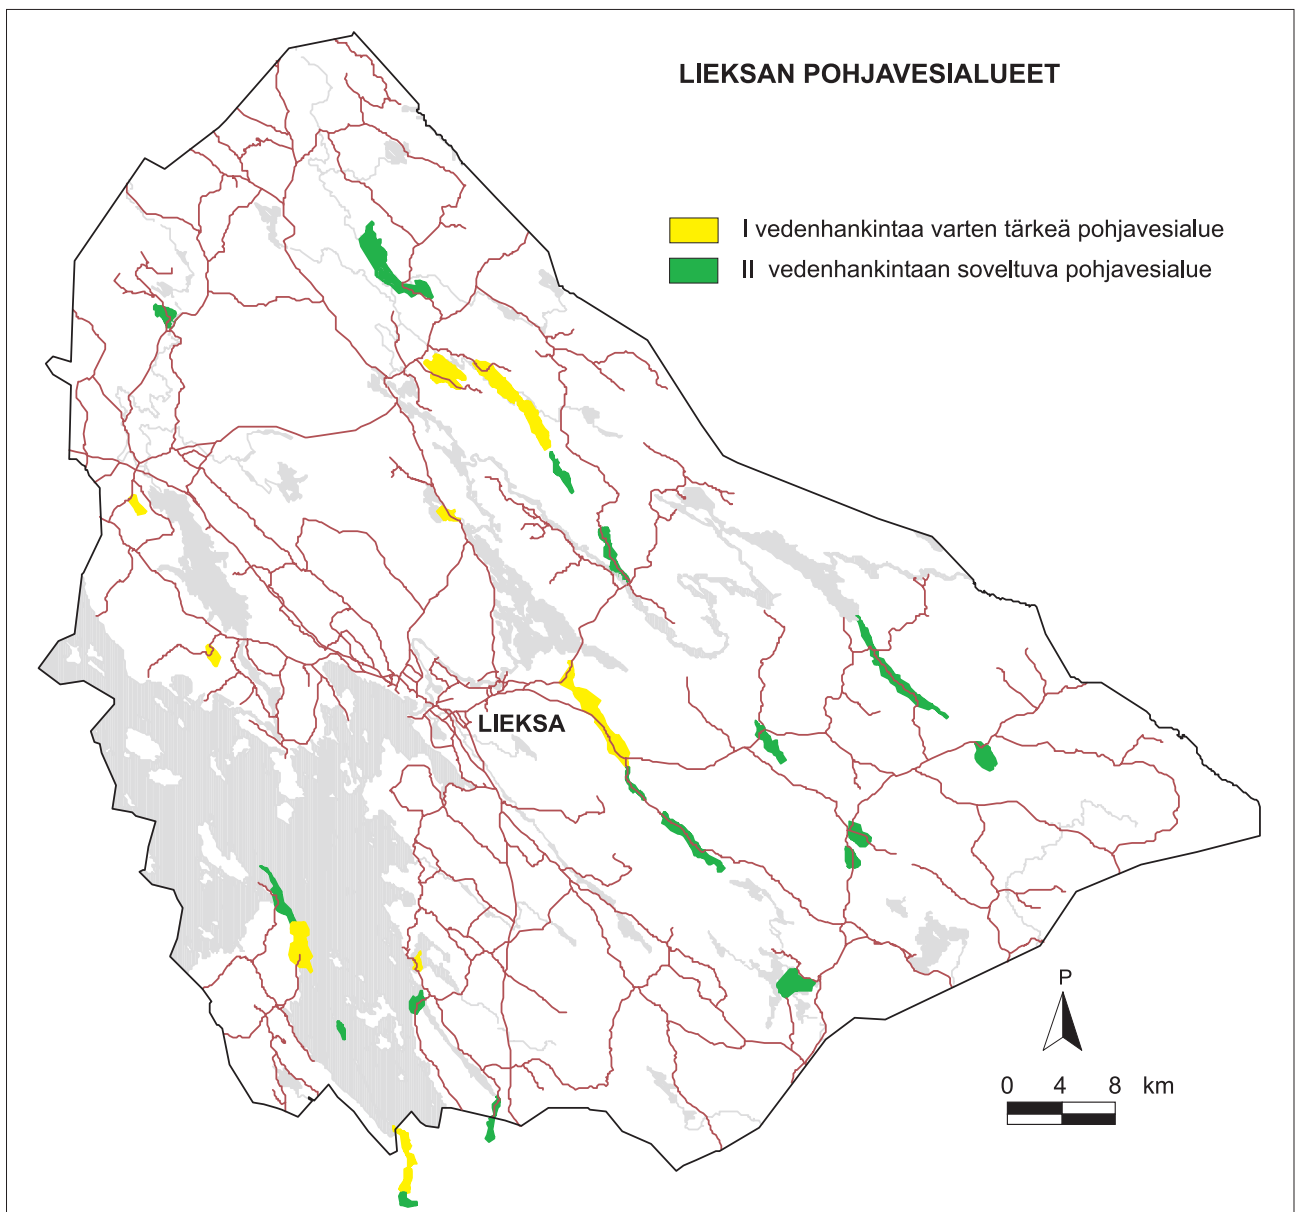 LIEKSAN POHJAVESIALUEET
I vedenhankintaa varten tärkeä pohjavesialue
II vedenhankintaan soveltuva pohjavesialue
LIEKSA
P
0 4 8 km